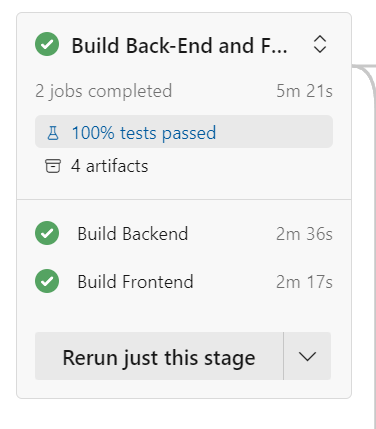 Build Back-End and F...
2 jobs completed 5m 21s
100% tests passed
4 artifacts
Build Backend 2m 36s
Build Frontend 2m 17s
Rerun just this stage